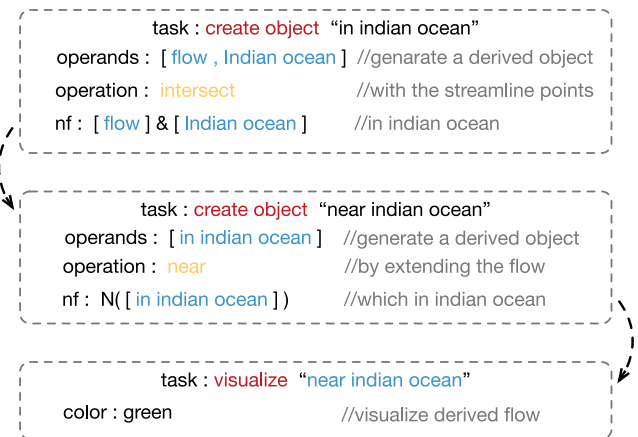 task : create object “in indian ocean”
operands : [ flow , Indian ocean ] //genarate a derived object
operation : intersect //with the streamline points
nf : [ flow ] & [ Indian ocean ] //in indian ocean
task : create object “near indian ocean”
operands : [ in indian ocean ] //generate a derived object
operation : near //by extending the flow
nf : N( [ in indian ocean ] ) //which in indian ocean
task : visualize “near indian ocean”
color : green //visualize derived flow